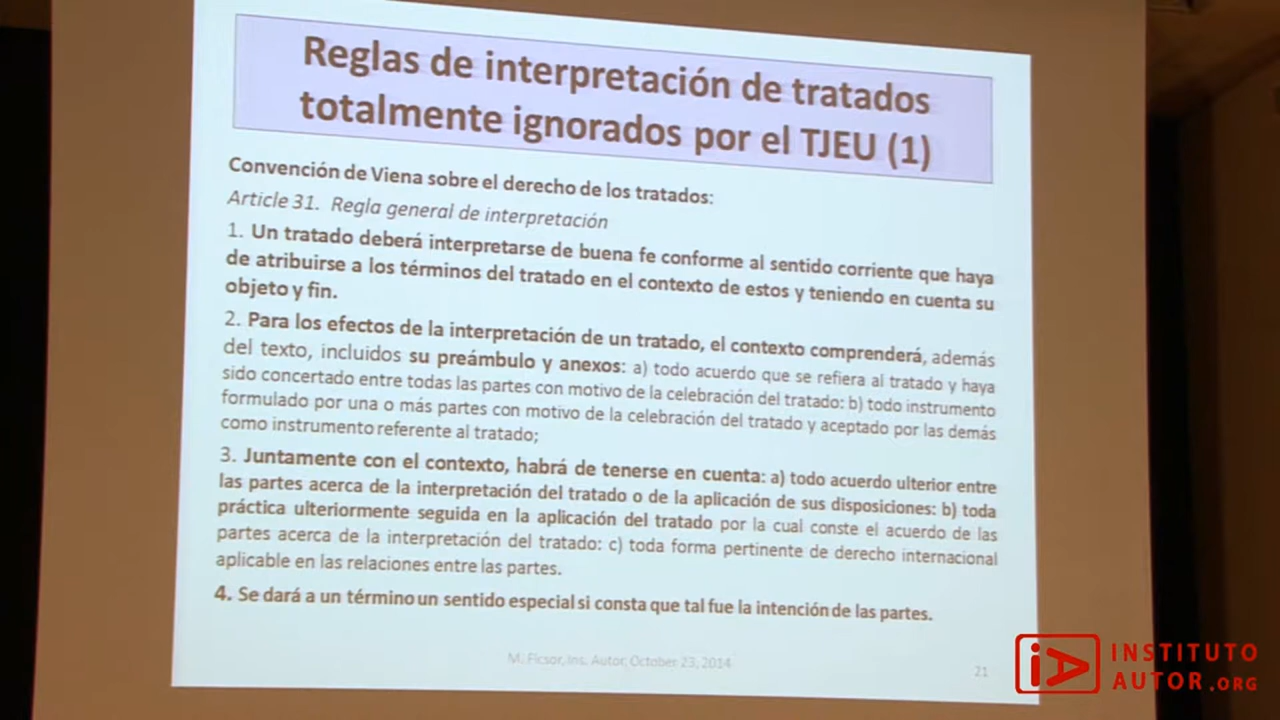 Reglas de interpretación de tratados
totalmente ignorados por el TJEU (1)
Convención de Viena sobre el derecho de los tratados:
Article 31. Regla general de interpretación
1. Un tratado deberá interpretarse de buena fe conforme al sentido corriente que haya
de atribuirse a los términos del tratado en el contexto de estos y teniendo en cuenta su
objeto y fin.
2. Para los efectos de la interpretación de un tratado, el contexto comprenderá, además
del texto, incluidos su preámbulo y anexos: a) todo acuerdo que se refiera al tratado y haya
sido concertado entre todas las partes con motivo de la celebración del tratado: b) todo instrumento
formulado por una o más partes con motivo de la celebración del tratado y aceptado por las demás
como instrumento referente al tratado;
3. Juntamente con el contexto, habrá de tenerse en cuenta: a) todo acuerdo ulterior entre
las partes acerca de la interpretación del tratado o de la aplicación de sus disposiciones: b) toda
práctica ulteriormente seguida en la aplicación del tratado por la cual conste el acuerdo de las
partes acerca de la interpretación del tratado: c) toda forma pertinente de derecho internacional
aplicable en las relaciones entre las partes.
4. Se dará a un término un sentido especial si consta que tal fue la intención de las partes.
M. Ficsor, Ins. Autor, October 23, 2014
21
iA INSTITUTO
AUTOR.ORG